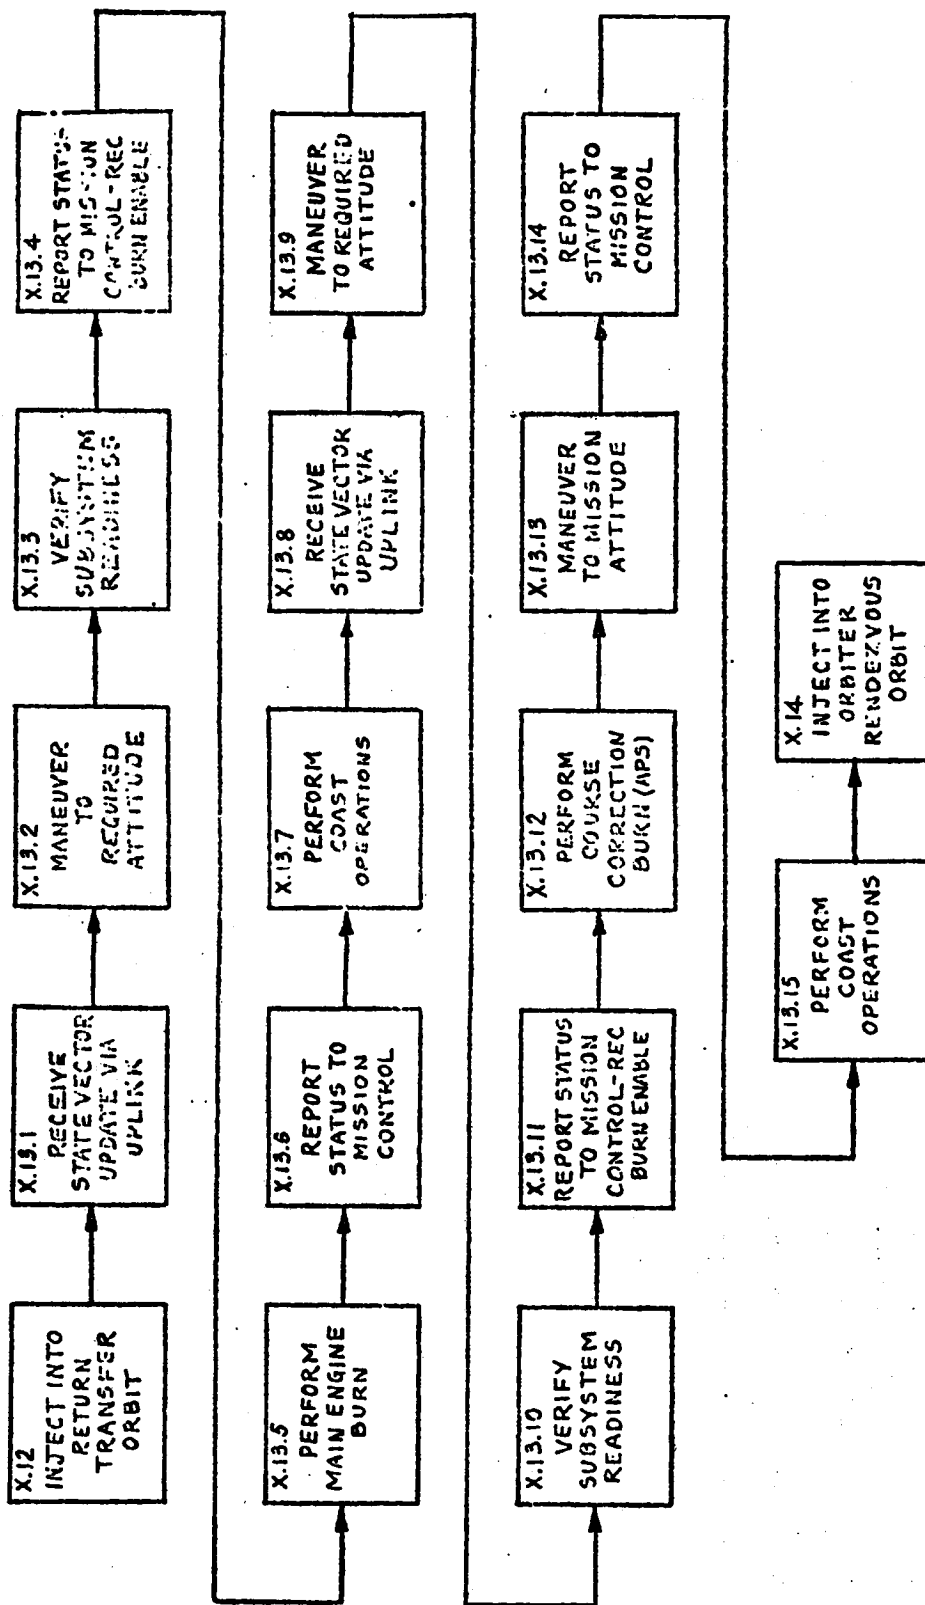 X.12
INJECT INTO
RETURN
TRANSFER
ORBIT
X.13.1
RECEIVE
STATE VECTOR
UPDATE VIA
UPLINK
X.13.2
MANEUVER
TO
REQUIRED
ATTITUDE
X.13.3
VERIFY
SUBSYSTEM
READINESS
X.13.4
REPORT STATUS
TO MISSION
CONTROL-REC
BURN ENABLE
X.13.5
PERFORM
MAIN ENGINE
BURN
X.13.6
REPORT
STATUS TO
MISSION
CONTROL
X.13.7
PERFORM
COAST
OPERATIONS
X.13.8
RECEIVE
STATE VECTOR
UPDATE VIA
UPLINK
X.13.9
MANEUVER
TO REQUIRED
ATTITUDE
X.13.10
VERIFY
SUBSYSTEM
READINESS
X.13.11
REPORT STATUS
TO MISSION
CONTROL-REC
BURN ENABLE
X.13.12
PERFORM
COURSE
CORRECTION
BURN (APS)
X.13.13
MANEUVER
TO MISSION
ATTITUDE
X.13.14
REPORT
STATUS TO
MISSION
CONTROL
X.13.15
PERFORM
COAST
OPERATIONS
X.14
INJECT INTO
ORBITER
RENDEZVOUS
ORBIT